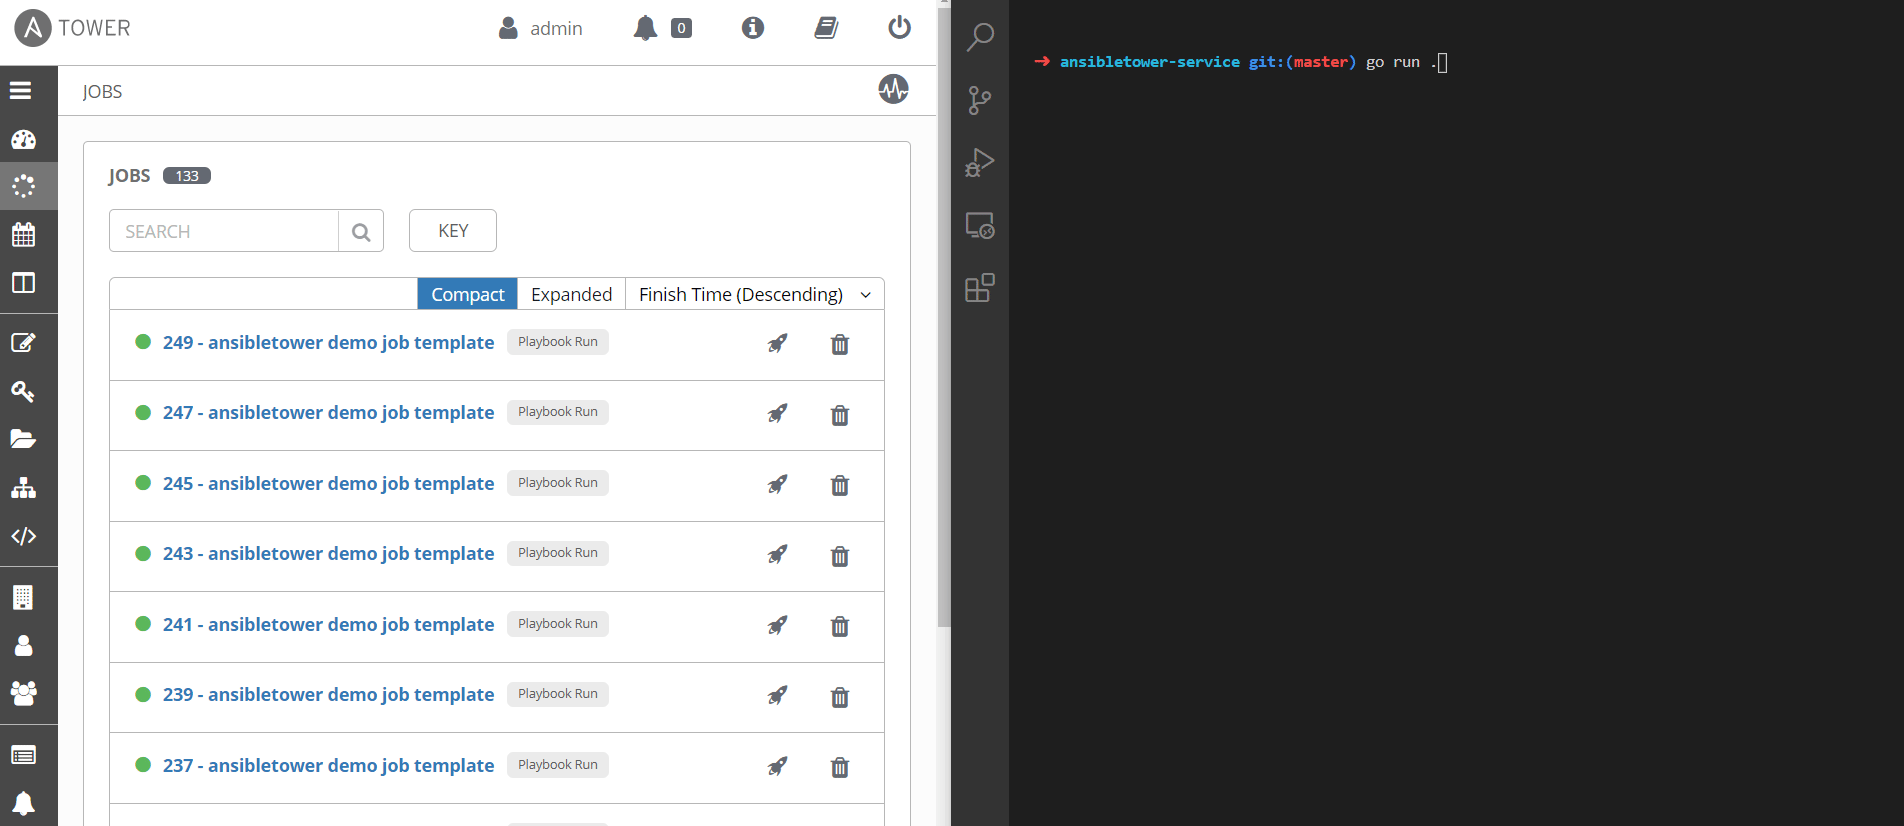 TOWER
admin
0
JOBS
JOBS 133
SEARCH
KEY
Compact Expanded Finish Time (Descending)
249 - ansibletower demo job template Playbook Run
247 - ansibletower demo job template Playbook Run
245 - ansibletower demo job template Playbook Run
243 - ansibletower demo job template Playbook Run
241 - ansibletower demo job template Playbook Run
239 - ansibletower demo job template Playbook Run
237 - ansibletower demo job template Playbook Run
➜ ansibletower-service git:(master) go run .